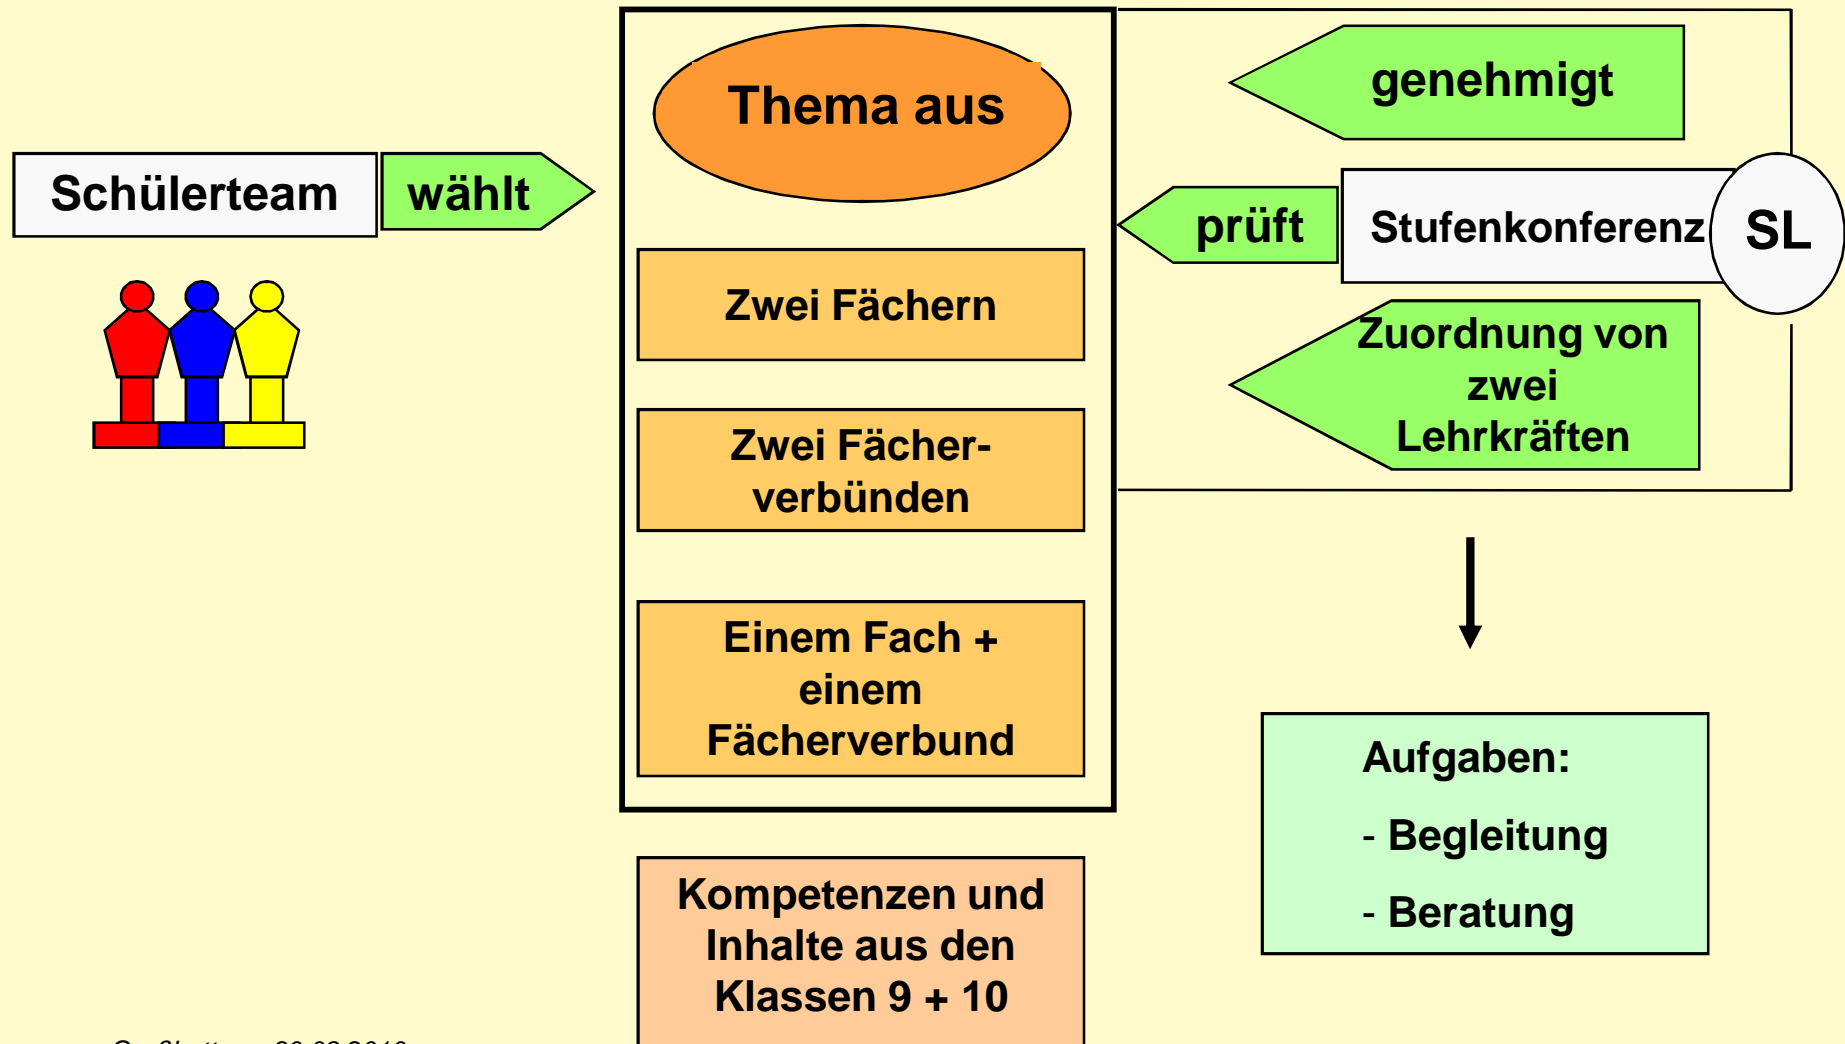 Schülerteam
wählt
Thema aus
Zwei Fächern
Zwei Fächer-
verbünden
Einem Fach +
einem
Fächerverbund
Kompetenzen und
Inhalte aus den
Klassen 9 + 10
genehmigt
prüft
Stufenkonferenz
SL
Zuordnung von
zwei
Lehrkräften
Aufgaben:
- Begleitung
- Beratung